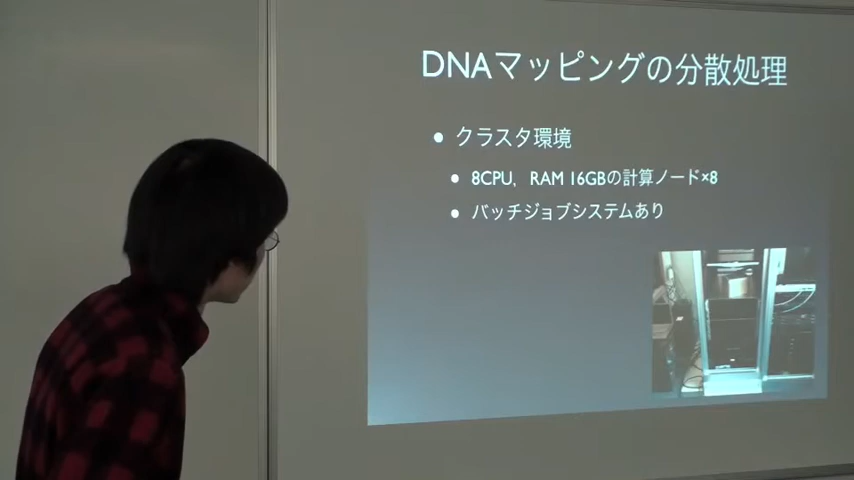 DNAマッピングの分散処理
• クラスタ環境
• 8CPU, RAM 16GBの計算ノード×8
• バッチジョブシステムあり